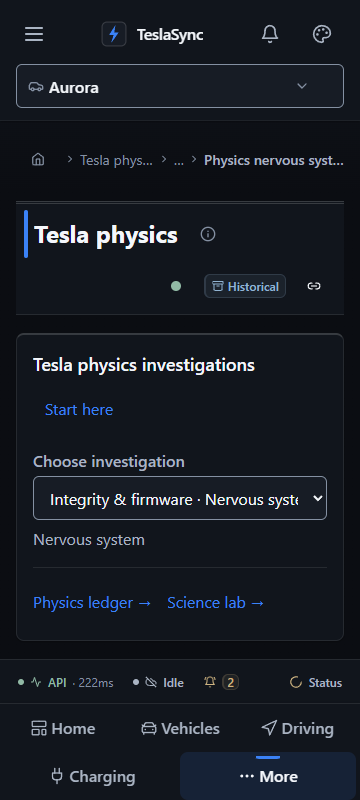 TeslaSync
Aurora
Tesla phys... > ... > Physics nervous syst...
Tesla physics
Historical
Tesla physics investigations
Start here
Choose investigation
Integrity & firmware · Nervous syste
Nervous system
Physics ledger → Science lab →
API · 222ms Idle 2 Status
Home Vehicles Driving
Charging More